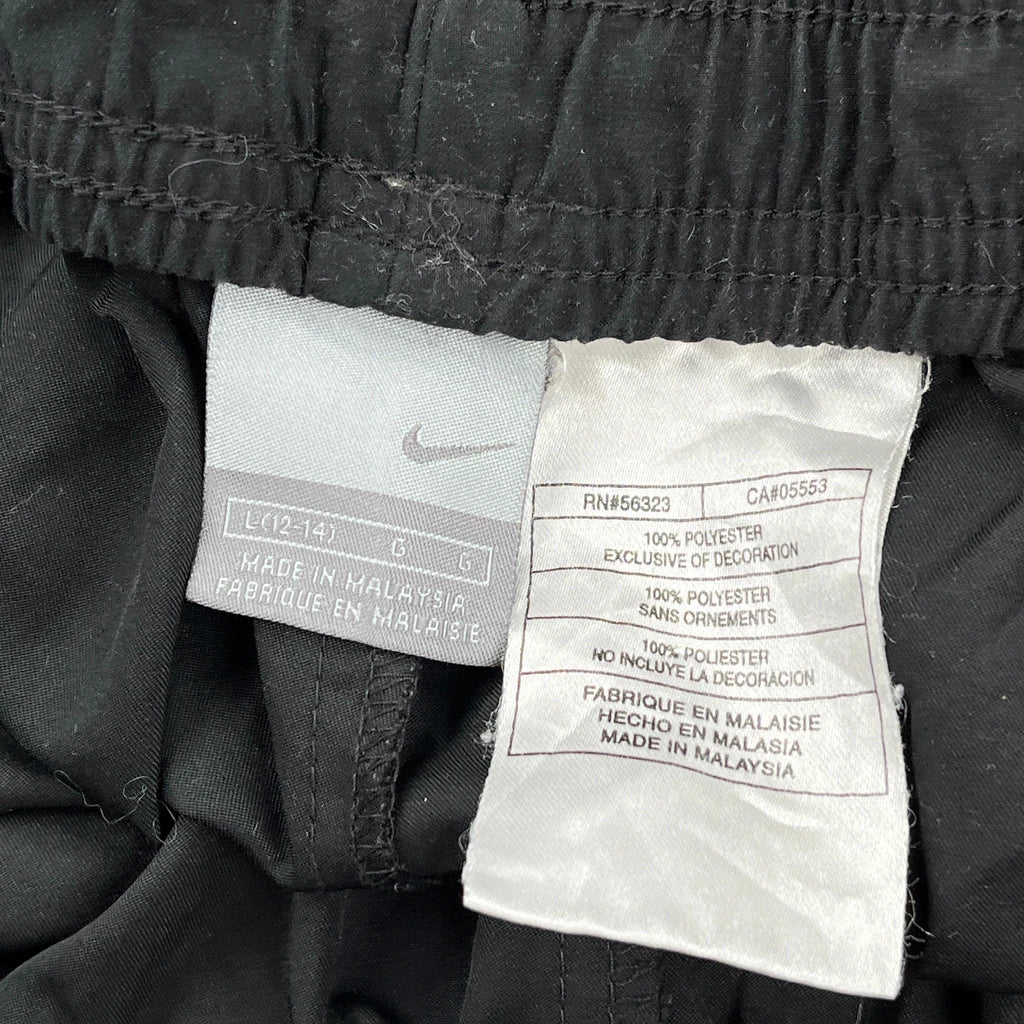 L(12-14) G G
MADE IN MALAYSIA
FABRIQUE EN MALAISIE
RN#56323 CA#05553
100% POLYESTER
EXCLUSIVE OF DECORATION
100% POLYESTER
SANS ORNEMENTS
100% POLIESTER
NO INCLUYE LA DECORACIÓN
FABRIQUE EN MALAISIE
HECHO EN MALASIA
MADE IN MALAYSIA